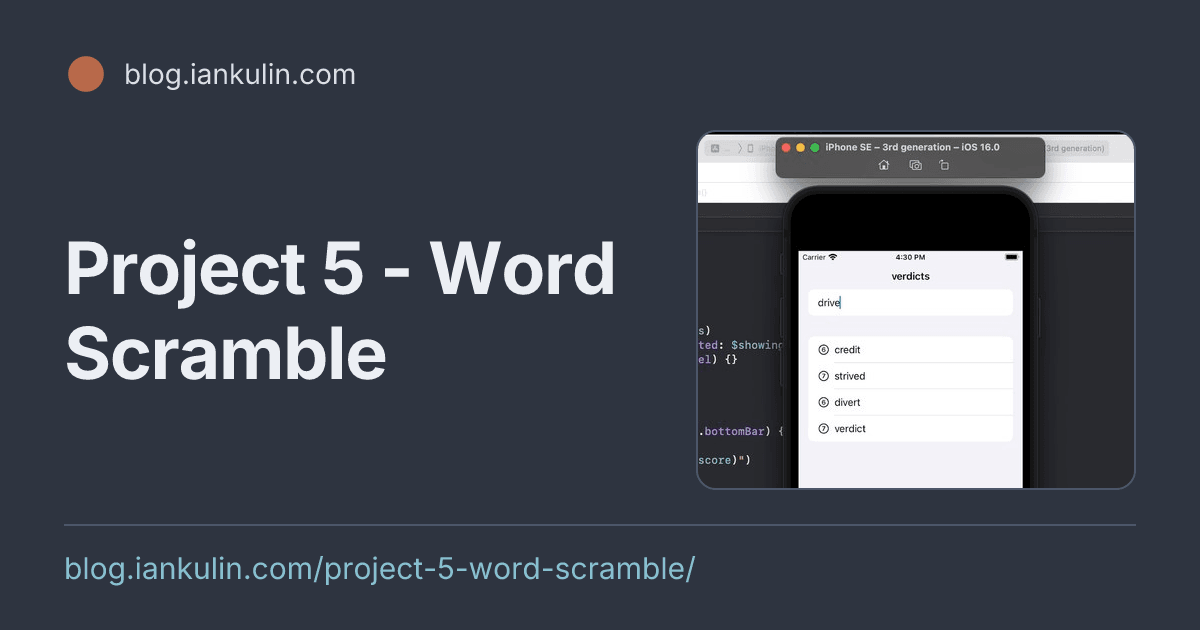 blog.iankulin.com
Project 5 - Word
Scramble
iPhone SE – 3rd generation – iOS 16.0
3rd generation)
Carrier
4:30 PM
verdicts
drive
6 credit
7 strived
6 divert
7 verdict
s)
ted: $showing
el) {}
.bottomBar) {
score)")
blog.iankulin.com/project-5-word-scramble/